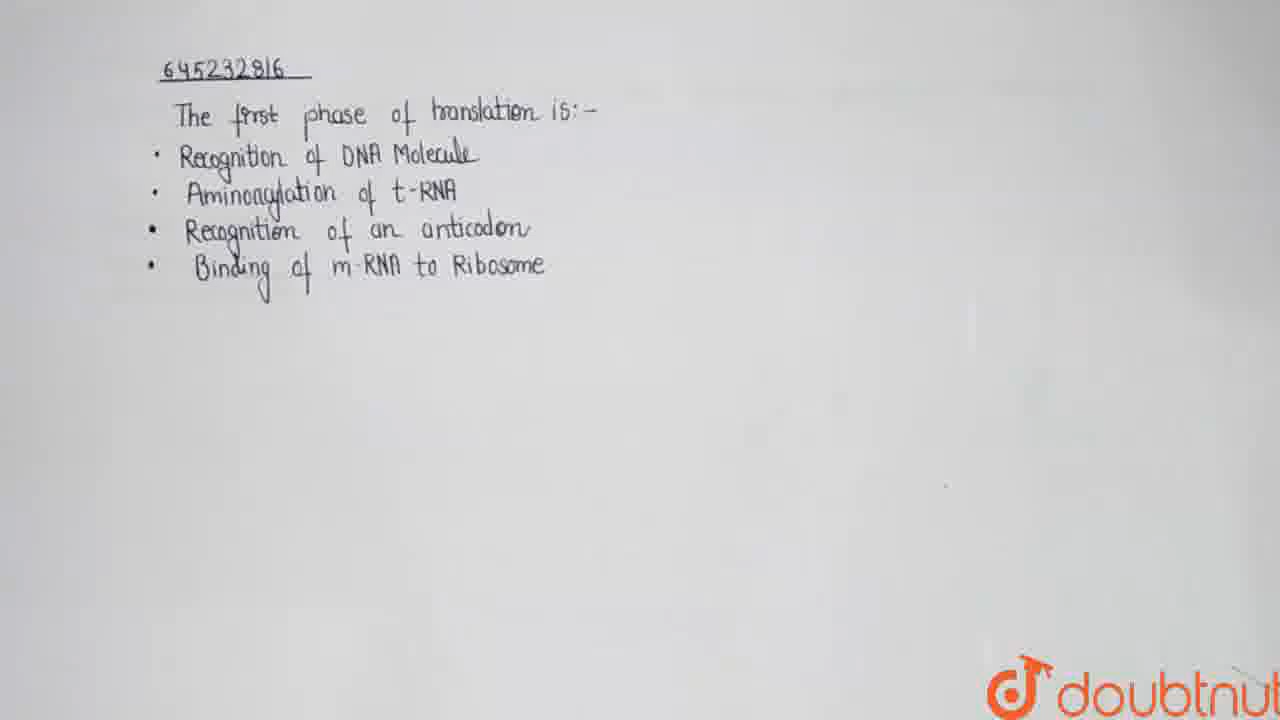 645232816
The first phase of translation is:-
• Recognition of DNA Molecule
• Aminoacylation of t-RNA
• Recognition of an anticodon
• Binding of m-RNA to Ribosome
doubtnut